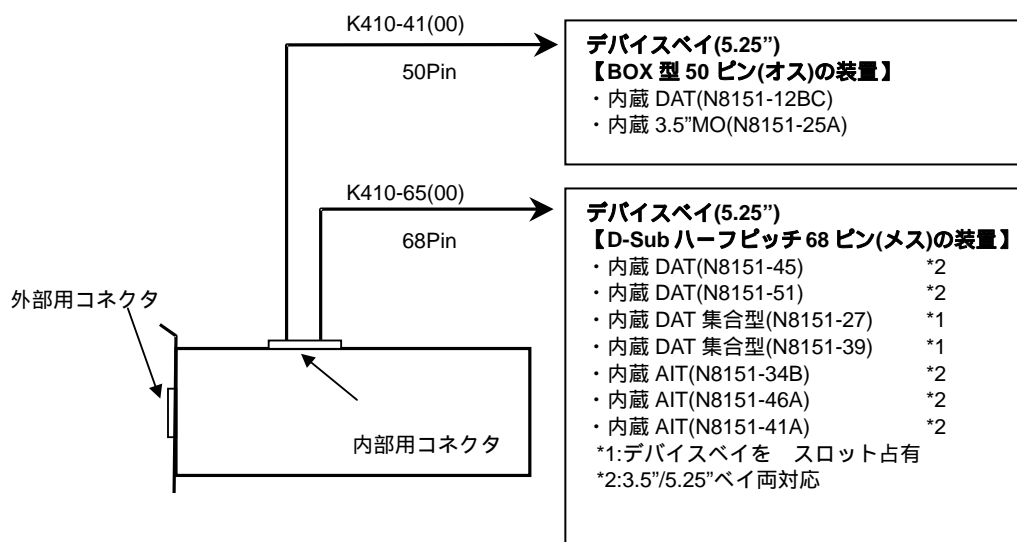 K410-41(00)
50Pin
デバイスベイ(5.25”)
【BOX 型 50 ピン(オス)の装置】
・内蔵 DAT(N8151-12BC)
・内蔵 3.5”MO(N8151-25A)
K410-65(00)
68Pin
デバイスベイ(5.25”)
【D-Sub ハーフピッチ 68 ピン(メス)の装置】
・内蔵 DAT(N8151-45) *2
・内蔵 DAT(N8151-51) *2
・内蔵 DAT 集合型(N8151-27) *1
・内蔵 DAT 集合型(N8151-39) *1
・内蔵 AIT(N8151-34B) *2
・内蔵 AIT(N8151-46A) *2
・内蔵 AIT(N8151-41A) *2
*1:デバイスベイを　スロット占有
*2:3.5”/5.25”ベイ両対応
外部用コネクタ
内部用コネクタ